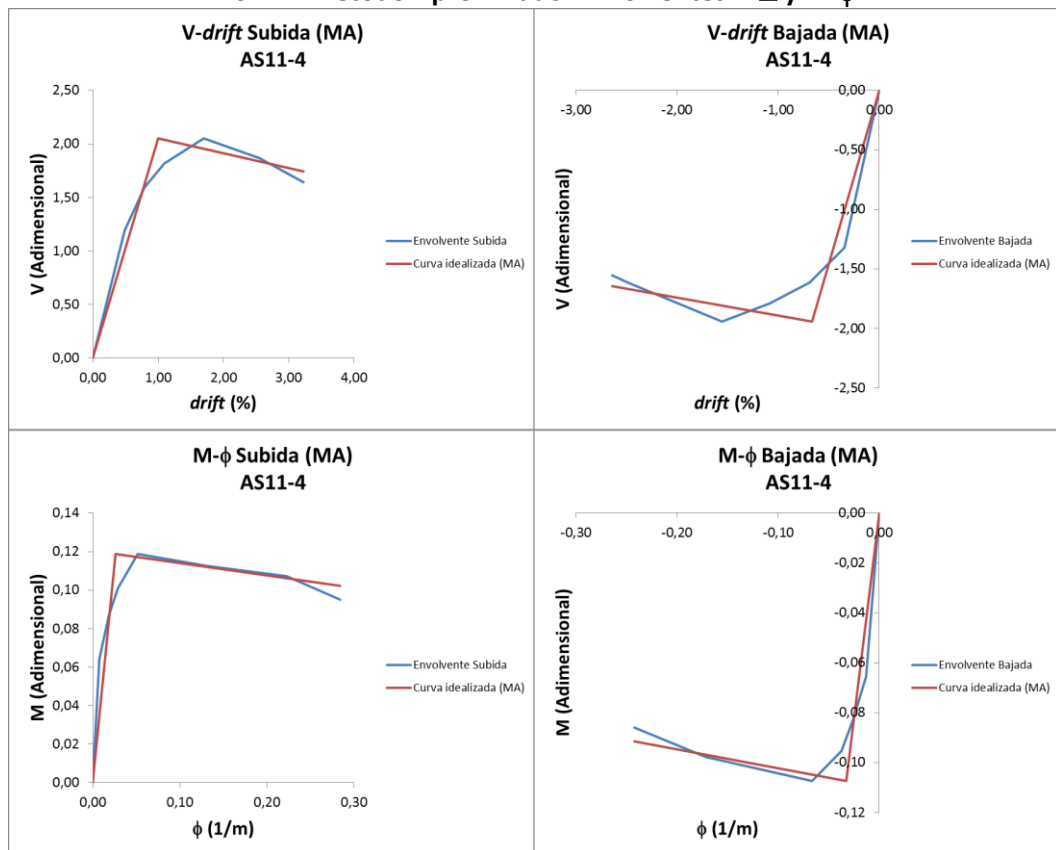 V-drift Subida (MA)
AS11-4
2,50
2,00
1,50
1,00
0,50
0,00
0,00 1,00 2,00 3,00 4,00
V (Adimensional)
drift (%)
Envolvente Subida
Curva idealizada (MA)
V-drift Bajada (MA)
AS11-4
-3,00 -2,00 -1,00 0,00
0,00
-0,50
-1,00
-1,50
-2,00
-2,50
V (Adimensional)
drift (%)
Envolvente Bajada
Curva idealizada (MA)
M-ϕ Subida (MA)
AS11-4
0,14
0,12
0,10
0,08
0,06
0,04
0,02
0,00
0,00 0,10 0,20 0,30
M (Adimensional)
ϕ (1/m)
Envolvente Subida
Curva idealizada (MA)
M-ϕ Bajada (MA)
AS11-4
-0,30 -0,20 -0,10 0,00
0,00
-0,02
-0,04
-0,06
-0,08
-0,10
-0,12
M (Adimensional)
ϕ (1/m)
Envolvente Bajada
Curva idealizada (MA)